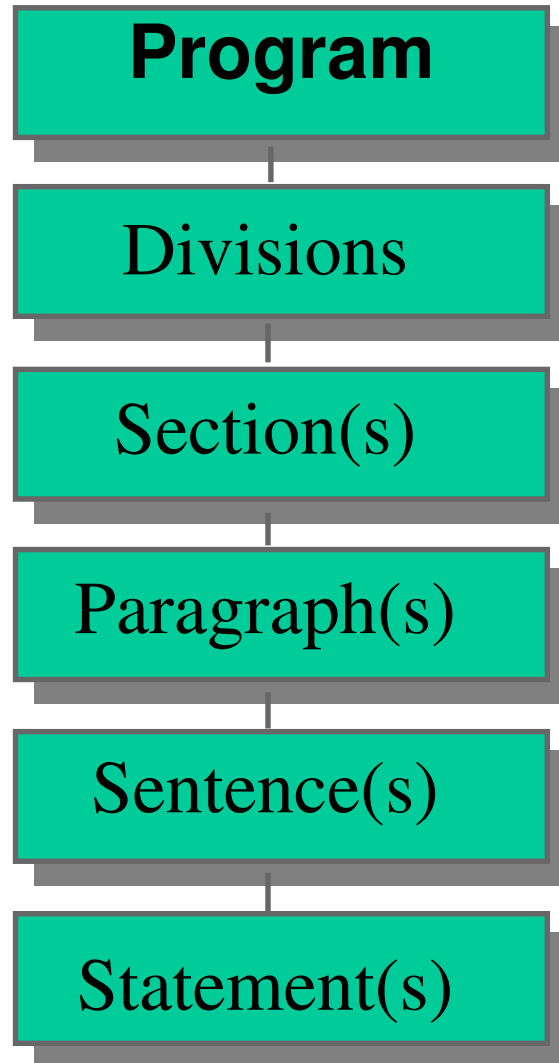 Program
Divisions
Section(s)
Paragraph(s)
Sentence(s)
Statement(s)